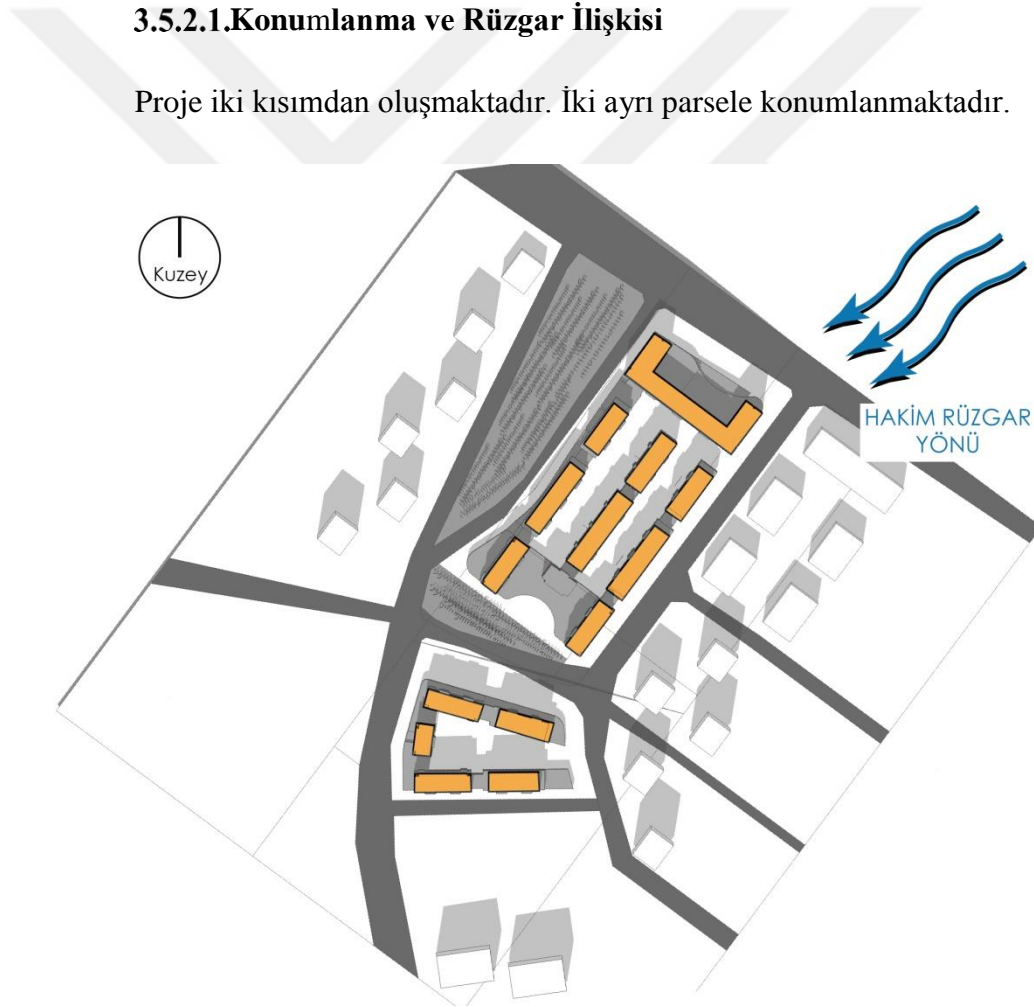 3.5.2.1.Konumlanma ve Rüzgar İlişkisi
Proje iki kısımdan oluşmaktadır. İki ayrı parsele konumlanmaktadır.
Kuzey
HAKİM RÜZGAR
YÖNÜ